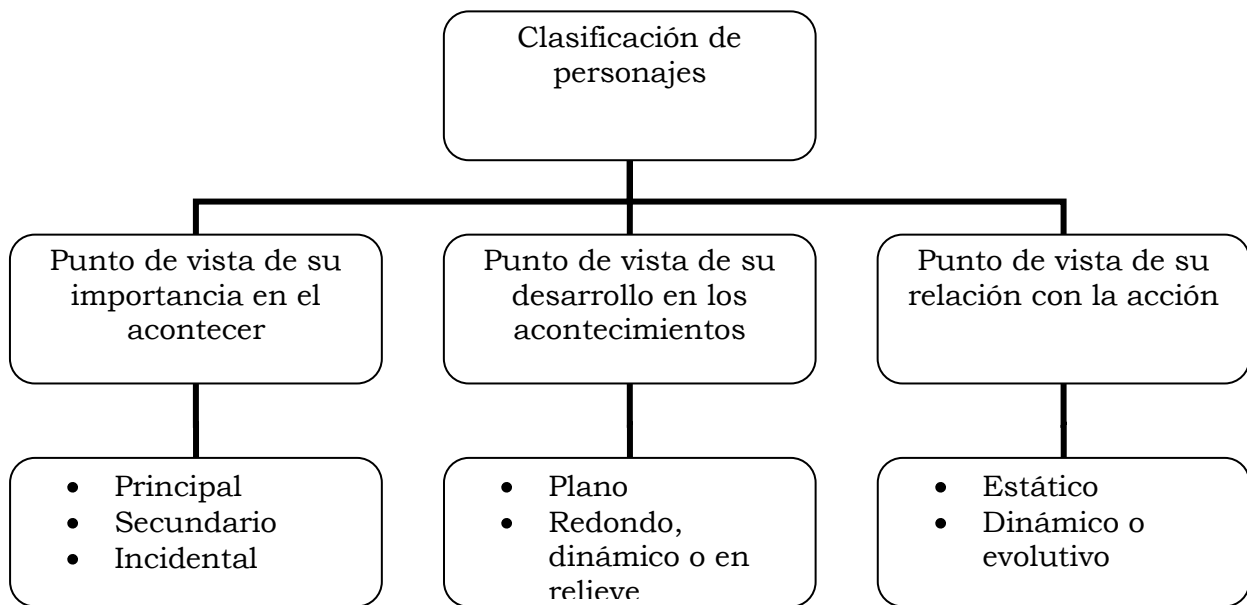 Clasificación de
personajes
Punto de vista de su
importancia en el
acontecer
Punto de vista de su
desarrollo en los
acontecimientos
Punto de vista de su
relación con la acción
• Principal
• Secundario
• Incidental
• Plano
• Redondo,
dinámico o en
relieve
• Estático
• Dinámico o
evolutivo